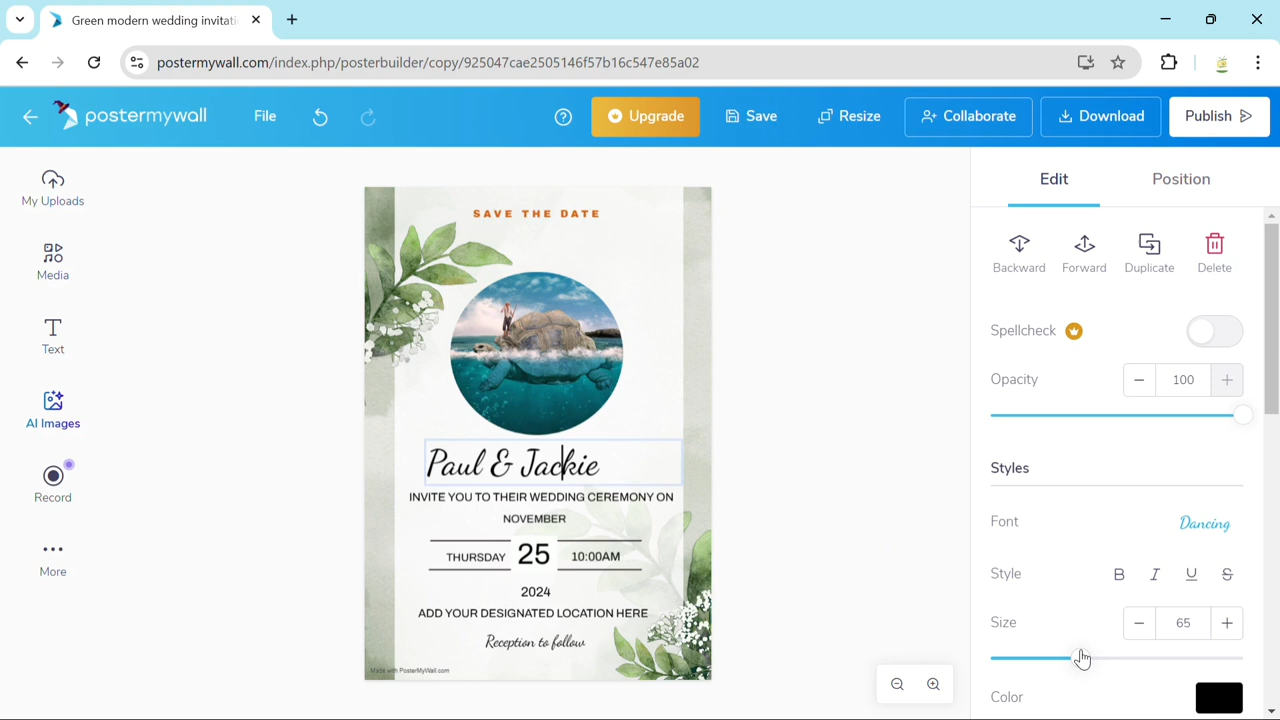 Green modern wedding invitati
postermywall.com/index.php/posterbuilder/copy/925047cae2505146f57b16c547e85a02
postermywall File Upgrade Save Resize Collaborate Download Publish
My Uploads
Media
Text
AI Images
Record
More
SAVE THE DATE
Paul & Jackie
INVITE YOU TO THEIR WEDDING CEREMONY ON
NOVEMBER
THURSDAY 25 10:00AM
2024
ADD YOUR DESIGNATED LOCATION HERE
Reception to follow
Made with PosterMyWall.com
Edit Position
Backward Forward Duplicate Delete
Spellcheck
Opacity 100
Styles
Font Dancing
Style B I U S
Size 65
Color